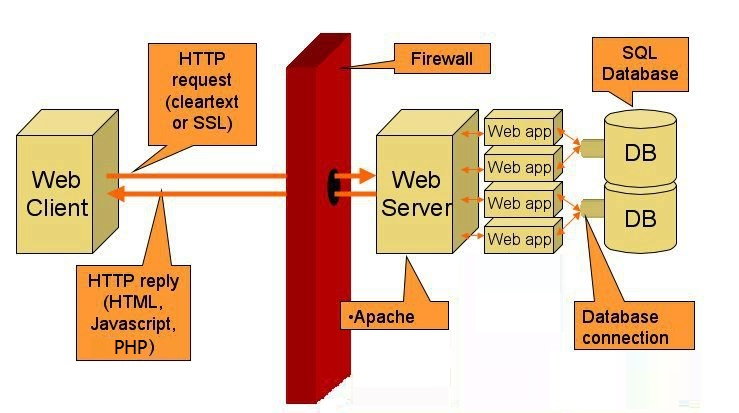 HTTP
request
(cleartext
or SSL)
Firewall
SQL
Database
Web
Client
Web
Server
Web app
Web app
Web app
Web app
DB
DB
HTTP reply
(HTML,
Javascript,
PHP)
•Apache
Database
connection